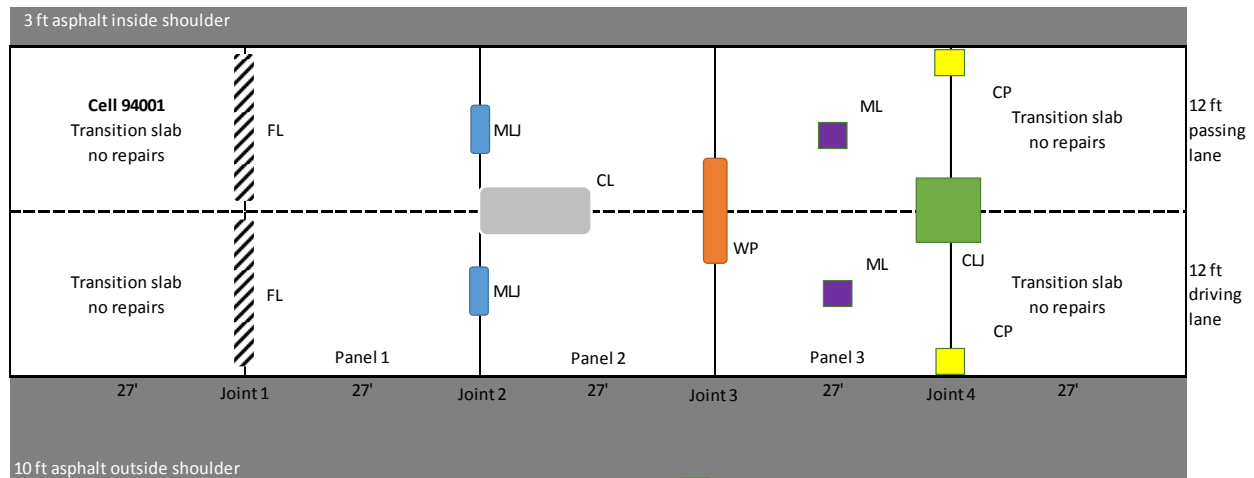 3 ft asphalt inside shoulder
Cell 94001
Transition slab
no repairs
FL
MLJ
CL
ML
CP
Transition slab
no repairs
12 ft
passing
lane
WP
Transition slab
no repairs
FL
MLJ
ML
CLJ
Transition slab
no repairs
12 ft
driving
lane
CP
Panel 1
Panel 2
Panel 3
27'
Joint 1
27'
Joint 2
27'
Joint 3
27'
Joint 4
27'
10 ft asphalt outside shoulder